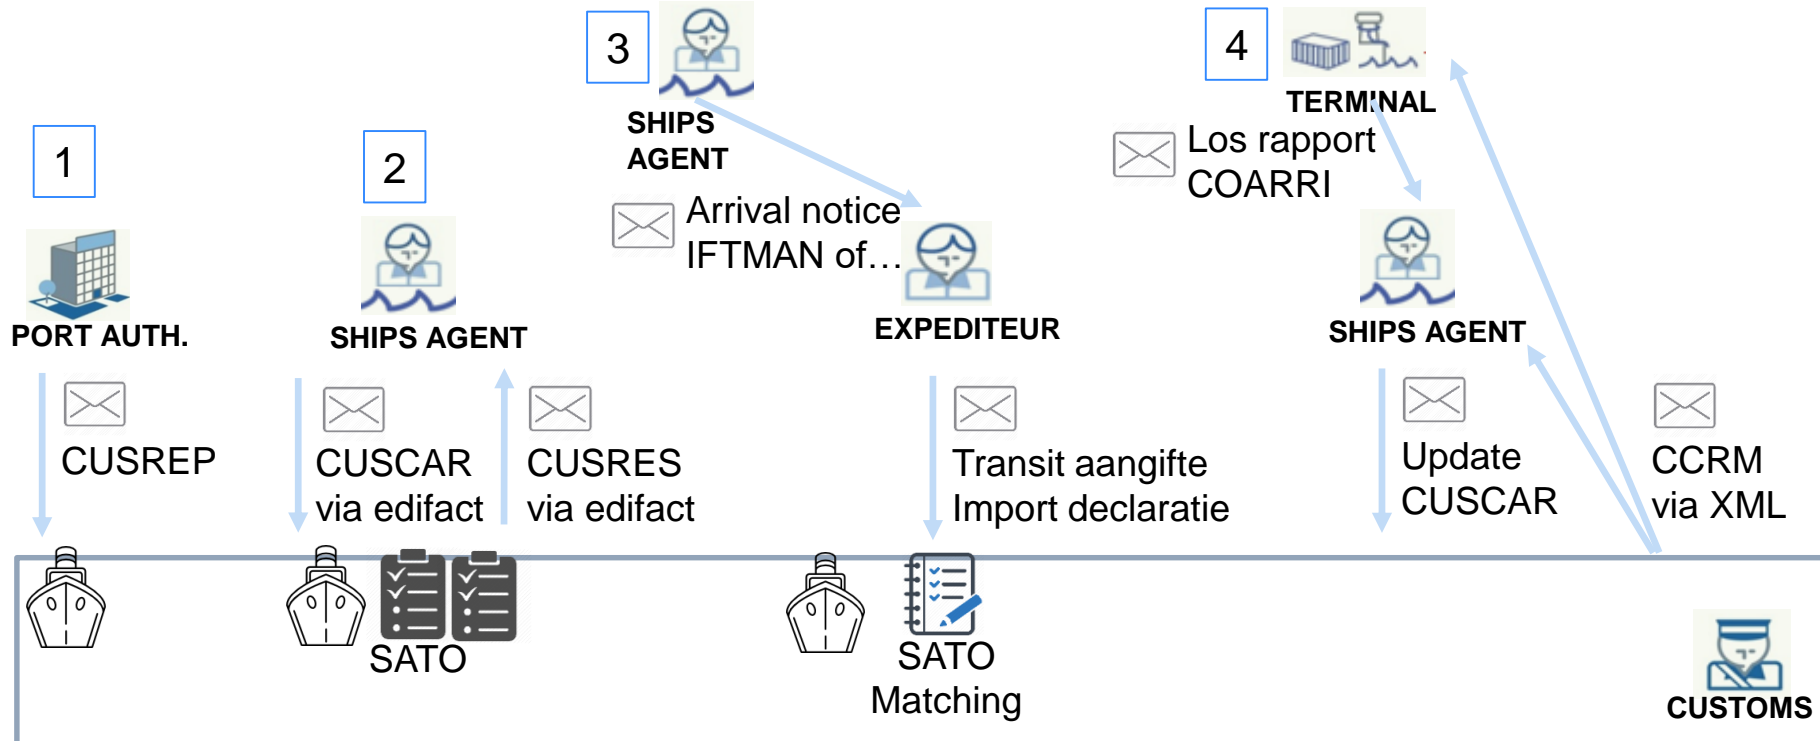 1
PORT AUTH.
CUSREP
2
SHIPS AGENT
CUSCAR
via edifact
CUSRES
via edifact
SATO
3
SHIPS
AGENT
Arrival notice
IFTMAN of…
EXPEDITEUR
Transit aangifte
Import declaratie
SATO
Matching
4
TERMINAL
Los rapport
COARRI
SHIPS AGENT
Update
CUSCAR
CCRM
via XML
CUSTOMS